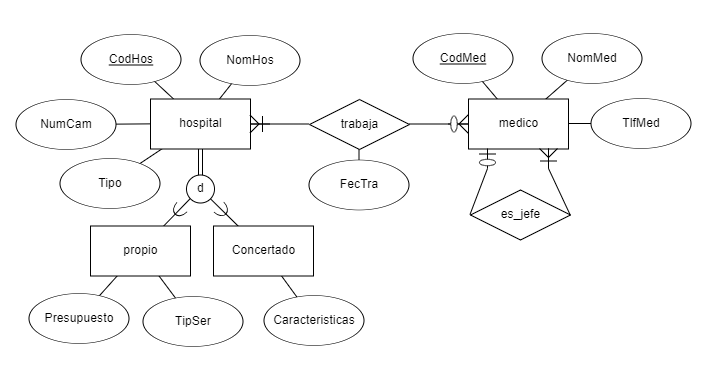 CodHos
NomHos
CodMed
NomMed
NumCam
hospital
trabaja
medico
TlfMed
Tipo
d
FecTra
es_jefe
propio
Concertado
Presupuesto
TipSer
Caracteristicas